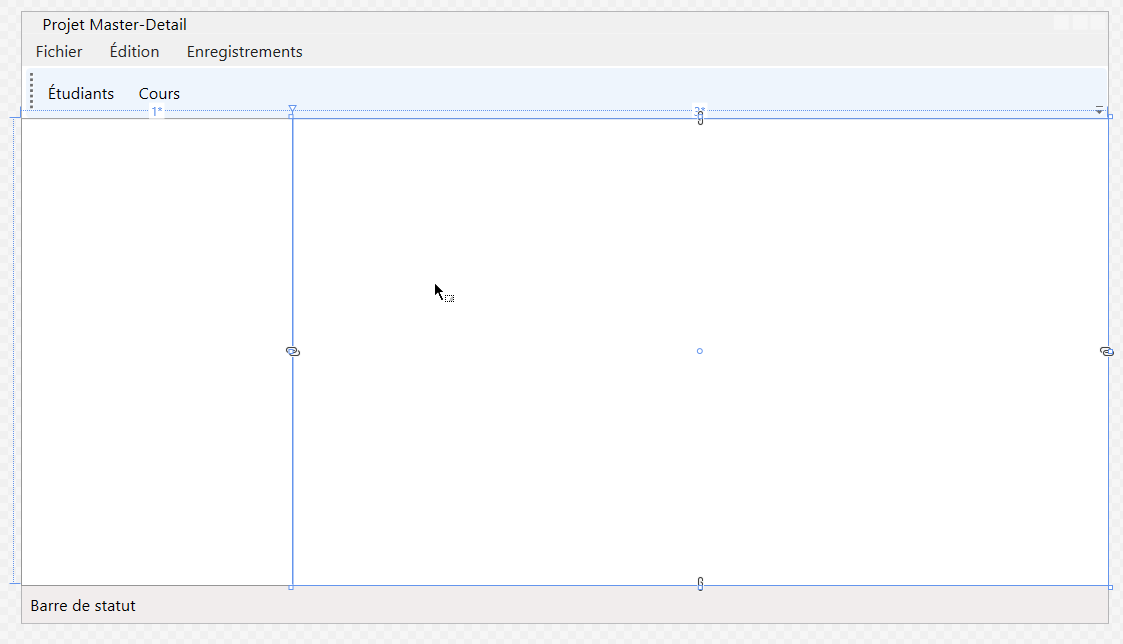 Projet Master-Detail
Fichier Édition Enregistrements
Étudiants Cours
1* 3*
Barre de statut